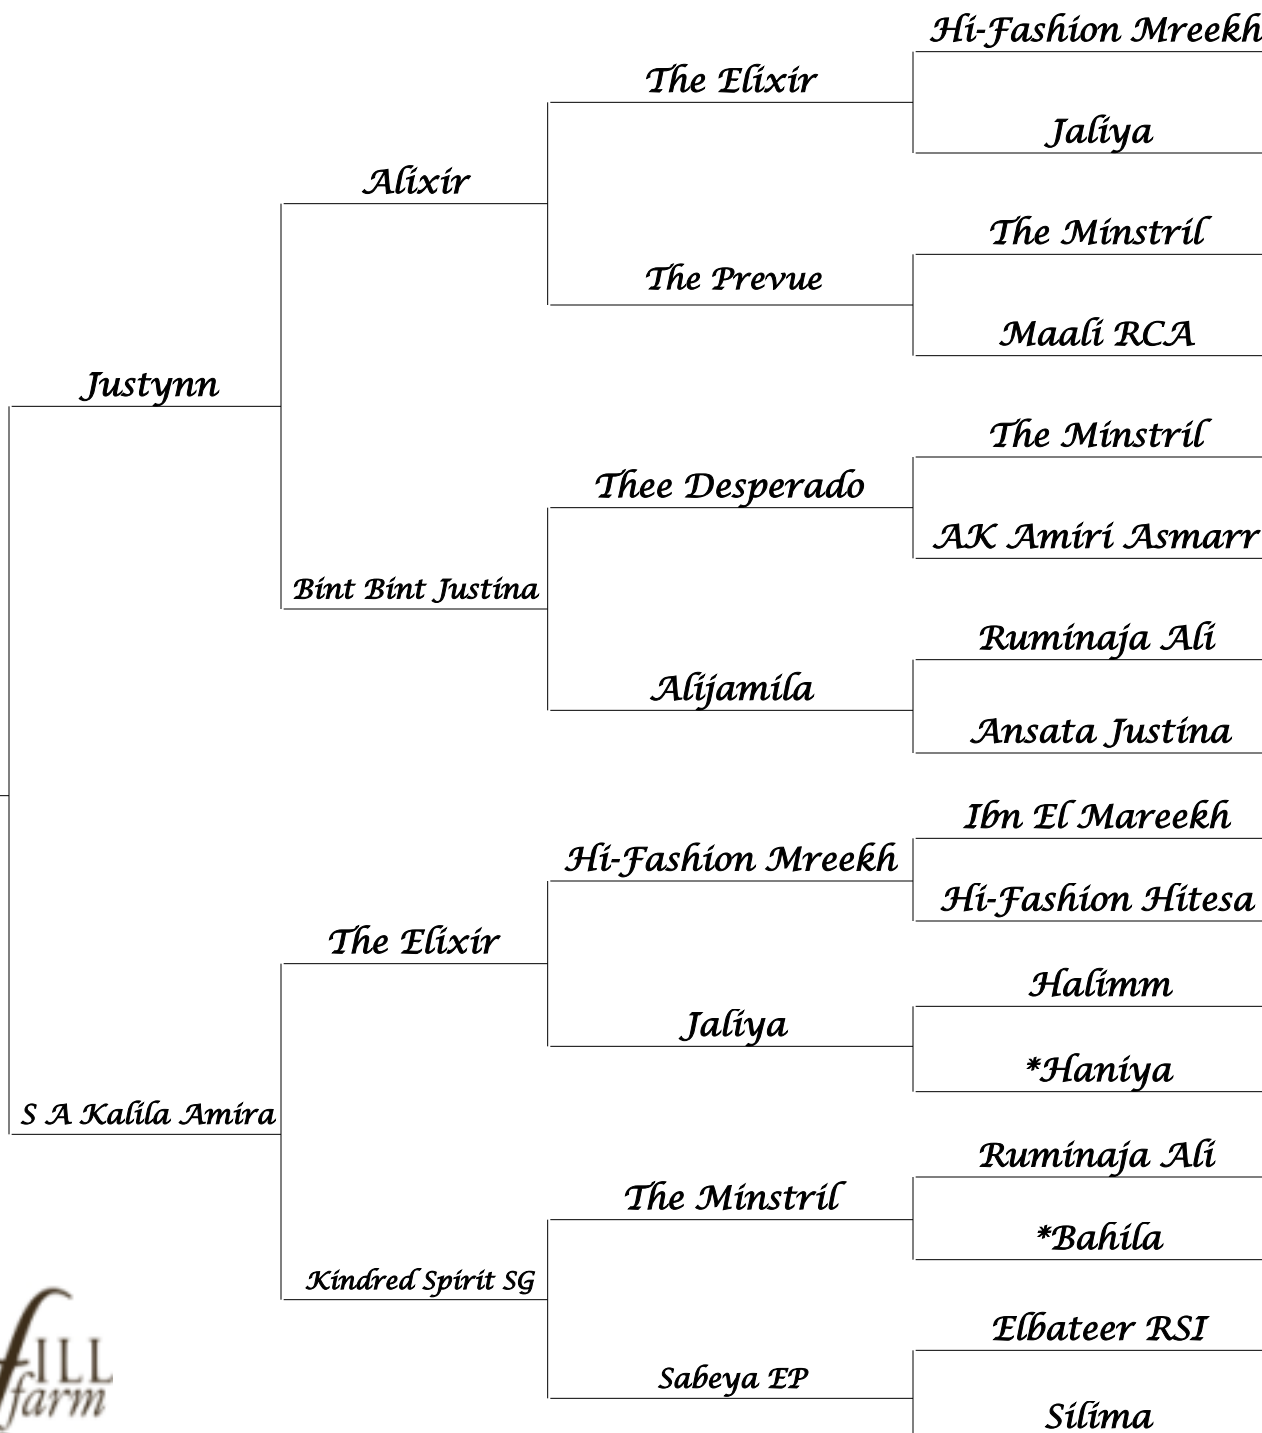 Hi-Fashion Mreekh
The Elixir
Jaliya
Alixir
The Minstril
The Prevue
Maali RCA
Justynn
The Minstril
Thee Desperado
AK Amiri Asmarr
Bint Bint Justina
Ruminaja Ali
Alijamila
Ansata Justina
Ibn El Mareekh
Hi-Fashion Mreekh
Hi-Fashion Hitesa
The Elixir
Halimm
Jaliya
*Haniya
S A Kalila Amira
Ruminaja Ali
The Minstril
*Bahila
Kindred Spirit SG
Elbateer RSI
Sabeya EP
Silima
fILL
farm